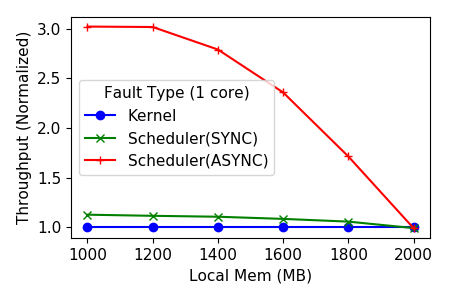 3.0
2.5
2.0
1.5
1.0
Throughput (Normalized)
Fault Type (1 core)
Kernel
Scheduler(SYNC)
Scheduler(ASYNC)
1000 1200 1400 1600 1800 2000
Local Mem (MB)